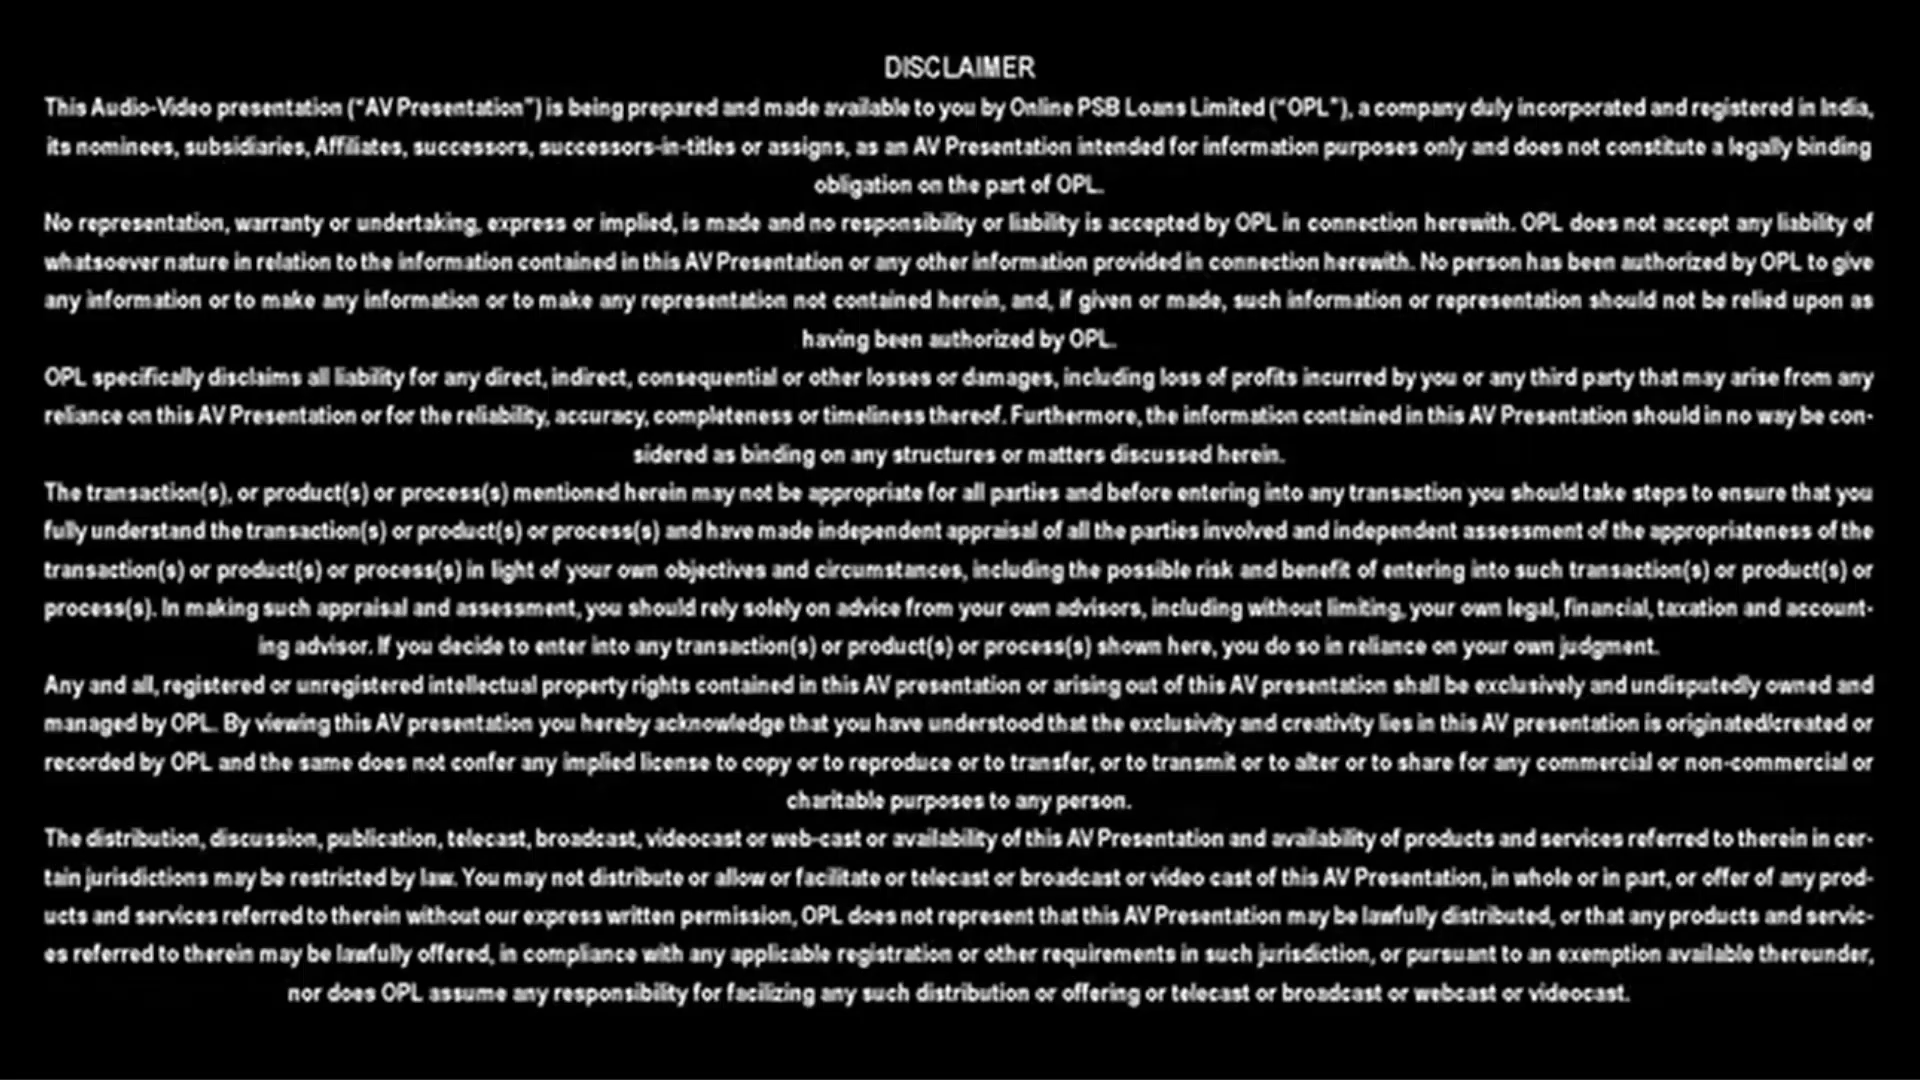 DISCLAIMER
This Audio-Video presentation ("AV Presentation") is being prepared and made available to you by Online PSB Loans Limited ("OPL"), a company duly incorporated and registered in India,
its nominees, subsidiaries, Affiliates, successors, successors-in-titles or assigns, as an AV Presentation intended for information purposes only and does not constitute a legally binding
obligation on the part of OPL.
No representation, warranty or undertaking, express or implied, is made and no responsibility or liability is accepted by OPL in connection herewith. OPL does not accept any liability of
whatsoever nature in relation to the information contained in this AV Presentation or any other information provided in connection herewith. No person has been authorized by OPL to give
any information or to make any information or to make any representation not contained herein, and, if given or made, such information or representation should not be relied upon as
having been authorized by OPL.
OPL specifically disclaims all liability for any direct, indirect, consequential or other losses or damages, including loss of profits incurred by you or any third party that may arise from any
reliance on this AV Presentation or for the reliability, accuracy, completeness or timeliness thereof. Furthermore, the information contained in this AV Presentation should in no way be con-
sidered as binding on any structures or matters discussed herein.
The transaction(s), or product(s) or process(s) mentioned herein may not be appropriate for all parties and before entering into any transaction you should take steps to ensure that you
fully understand the transaction(s) or product(s) or process(s) and have made independent appraisal of all the parties involved and independent assessment of the appropriateness of the
transaction(s) or product(s) or process(s) in light of your own objectives and circumstances, including the possible risk and benefit of entering into such transaction(s) or product(s) or
process(s). In making such appraisal and assessment, you should rely solely on advice from your own advisors, including without limiting, your own legal, financial, taxation and account-
ing advisor. If you decide to enter into any transaction(s) or product(s) or process(s) shown here, you do so in reliance on your own judgment.
Any and all, registered or unregistered intellectual property rights contained in this AV presentation or arising out of this AV presentation shall be exclusively and undisputedly owned and
managed by OPL. By viewing this AV presentation you hereby acknowledge that you have understood that the exclusivity and creativity lies in this AV presentation is originated/created or
recorded by OPL and the same does not confer any implied license to copy or to reproduce or to transfer, or to transmit or to alter or to share for any commercial or non-commercial or
charitable purposes to any person.
The distribution, discussion, publication, telecast, broadcast, videocast or web-cast or availability of this AV Presentation and availability of products and services referred to therein in cer-
tain jurisdictions may be restricted by law. You may not distribute or allow or facilitate or telecast or broadcast or video cast of this AV Presentation, in whole or in part, or offer of any prod-
ucts and services referred to therein without our express written permission, OPL does not represent that this AV Presentation may be lawfully distributed, or that any products and servic-
es referred to therein may be lawfully offered, in compliance with any applicable registration or other requirements in such jurisdiction, or pursuant to an exemption available thereunder,
nor does OPL assume any responsibility for facilizing any such distribution or offering or telecast or broadcast or webcast or videocast.